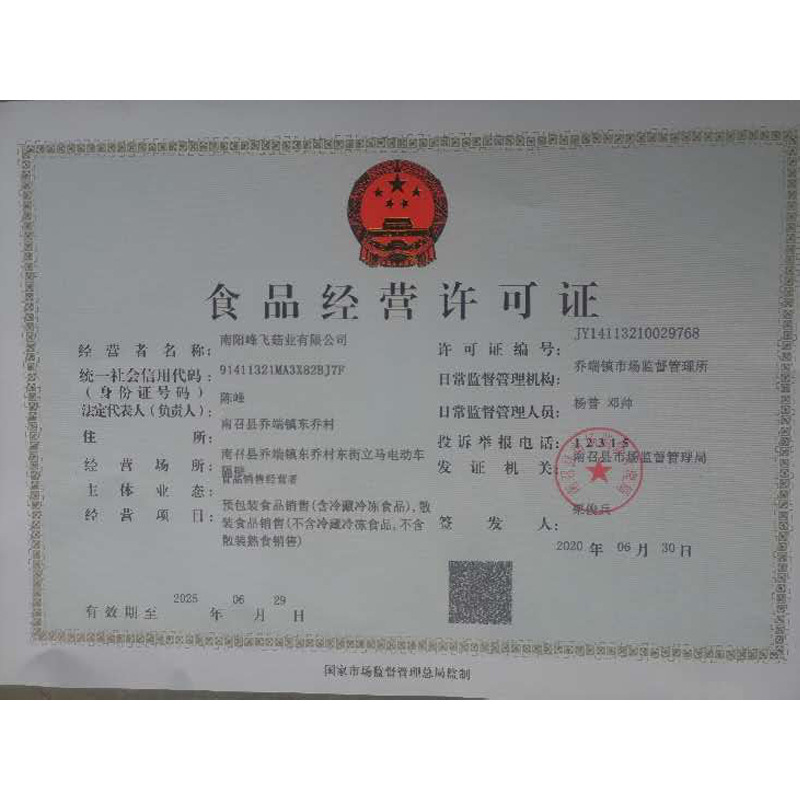 食品经营许可证
经营者名称：南阳峰飞菇业有限公司
统一社会信用代码：91411321MA3X82BJ7F
（身份证号码）
法定代表人（负责人）：陈峰
住所：南召县乔端镇东乔村
经营场所：南召县乔端镇东乔村东街立马电动车
隔壁
主体业态：食品销售经营者
经营项目：预包装食品销售(含冷藏冷冻食品),散
装食品销售(不含冷藏冷冻食品,不含
散装熟食销售)
有效期至 2025 年 06 月 29 日
许可证编号：JY14113210029768
日常监督管理机构：乔端镇市场监督管理所
日常监督管理人员：杨普 邓帅
投诉举报电话：12315
发证机关：南召县市场监督管理局
签发人：
2020 年 06 月 30 日
国家市场监督管理总局监制